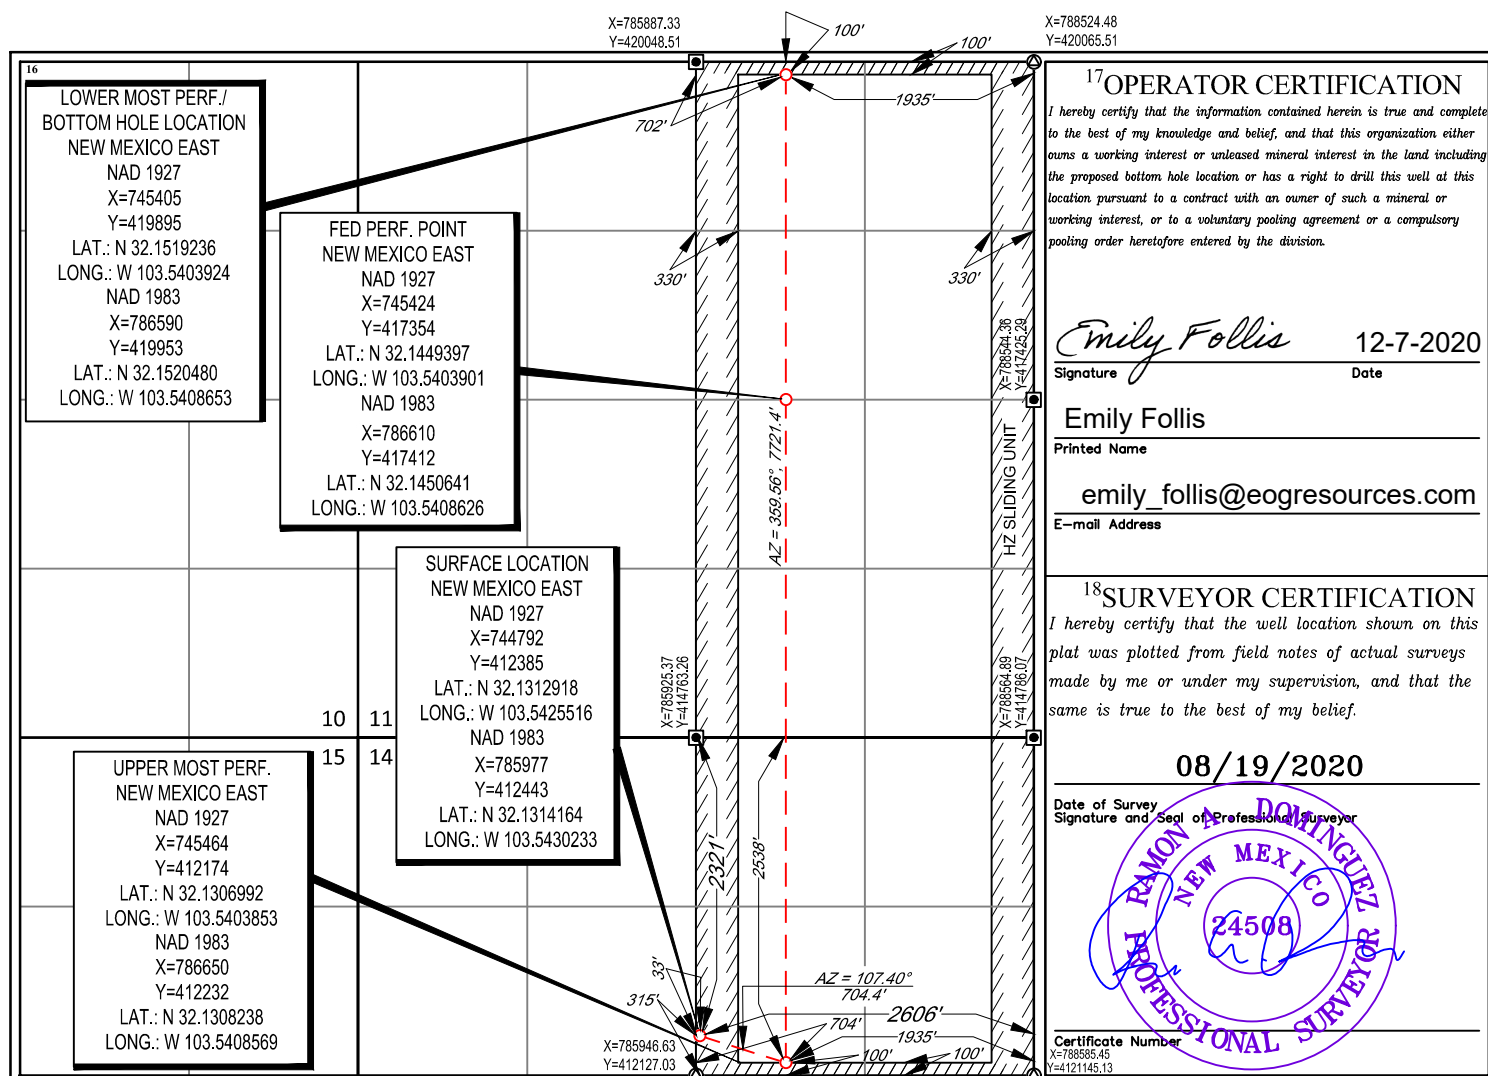 X=785887.33
Y=420048.51
100'
100'
X=788524.48
Y=420065.51
16
LOWER MOST PERF./
BOTTOM HOLE LOCATION
NEW MEXICO EAST
NAD 1927
X=745405
Y=419895
LAT.: N 32.1519236
LONG.: W 103.5403924
NAD 1983
X=786590
Y=419953
LAT.: N 32.1520480
LONG.: W 103.5408653
702'
1935'
FED PERF. POINT
NEW MEXICO EAST
NAD 1927
X=745424
Y=417354
LAT.: N 32.1449397
LONG.: W 103.5403901
NAD 1983
X=786610
Y=417412
LAT.: N 32.1450641
LONG.: W 103.5408626
330'
330'
X=788544.36
Y=417425.29
AZ = 359.56°, 7721.4'
HZ SLIDING UNIT
SURFACE LOCATION
NEW MEXICO EAST
NAD 1927
X=744792
Y=412385
LAT.: N 32.1312918
LONG.: W 103.5425516
NAD 1983
X=785977
Y=412443
LAT.: N 32.1314164
LONG.: W 103.5430233
X=785925.37
Y=414763.26
X=788564.89
Y=414786.07
10 11
15 14
UPPER MOST PERF.
NEW MEXICO EAST
NAD 1927
X=745464
Y=412174
LAT.: N 32.1306992
LONG.: W 103.5403853
NAD 1983
X=786650
Y=412232
LAT.: N 32.1308238
LONG.: W 103.5408569
2321'
2538'
33'
315'
AZ = 107.40°
704.4'
2606'
704'
1935'
100'
100'
X=785946.63
Y=412127.03
17 OPERATOR CERTIFICATION
I hereby certify that the information contained herein is true and complete
to the best of my knowledge and belief, and that this organization either
owns a working interest or unleased mineral interest in the land including
the proposed bottom hole location or has a right to drill this well at this
location pursuant to a contract with an owner of such a mineral or
working interest, or to a voluntary pooling agreement or a compulsory
pooling order heretofore entered by the division.
Emily Follis 12-7-2020
Signature Date
Emily Follis
Printed Name
emily_follis@eogresources.com
E-mail Address
18 SURVEYOR CERTIFICATION
I hereby certify that the well location shown on this
plat was plotted from field notes of actual surveys
made by me or under my supervision, and that the
same is true to the best of my belief.
08/19/2020
Date of Survey
Signature and Seal of Professional Surveyor
RAMON A. DOMINGUEZ
NEW MEXICO
24508
PROFESSIONAL SURVEYOR
Certificate Number
X=788585.45
Y=4121145.13